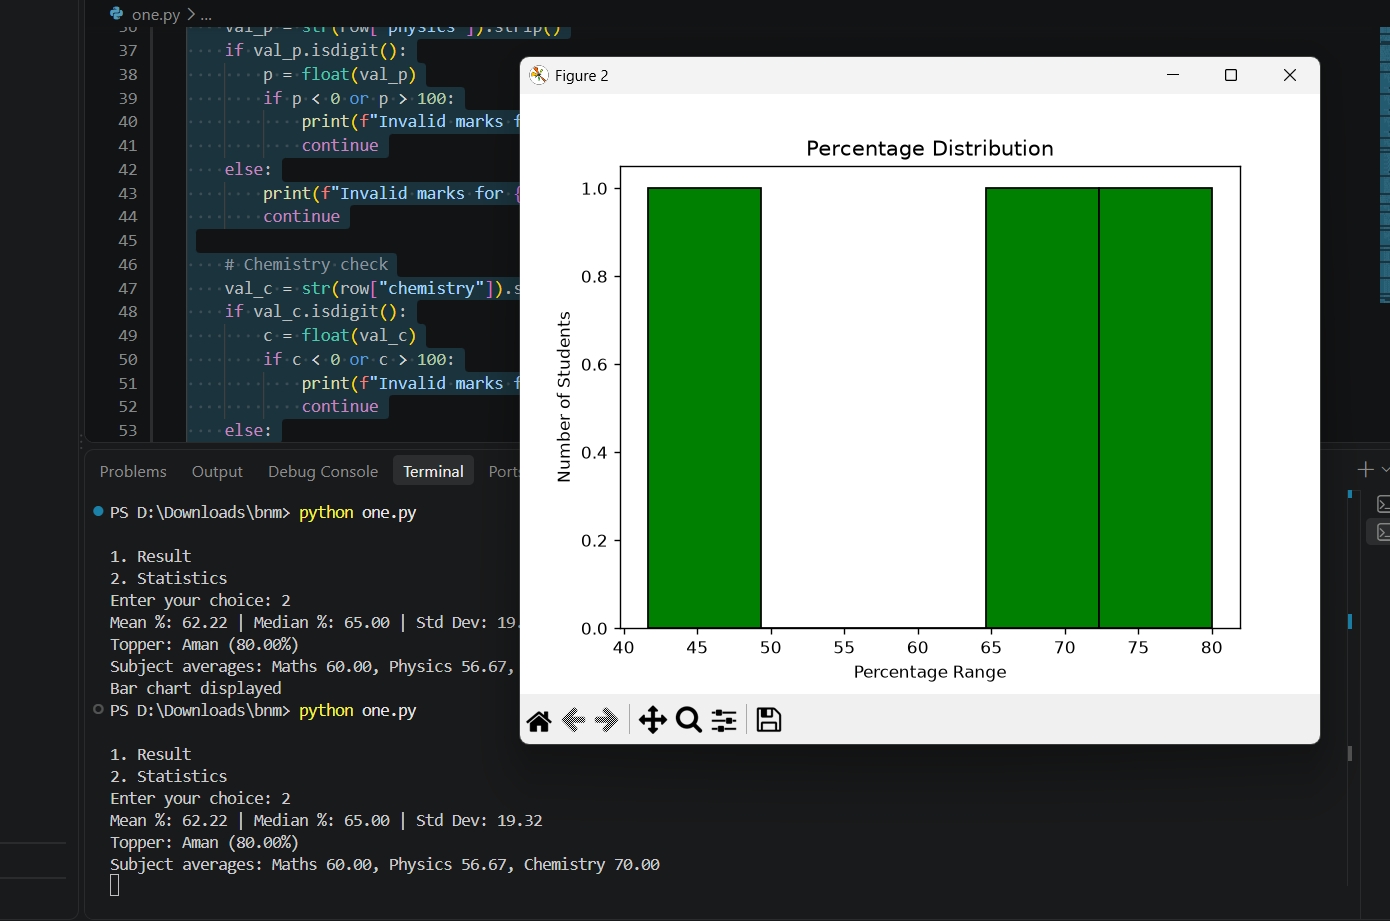 one.py > ...
36 val_p = str(row["physics"]).strip()
37 if val_p.isdigit():
38 p = float(val_p)
39 if p < 0 or p > 100:
40 print(f"Invalid marks f
41 continue
42 else:
43 print(f"Invalid marks for {
44 continue
45
46 # Chemistry check
47 val_c = str(row["chemistry"]).s
48 if val_c.isdigit():
49 c = float(val_c)
50 if c < 0 or c > 100:
51 print(f"Invalid marks f
52 continue
53 else:
Figure 2
Percentage Distribution
1.0
0.8
0.6
0.4
0.2
0.0
Number of Students
40 45 50 55 60 65 70 75 80
Percentage Range
Problems Output Debug Console Terminal Ports
PS D:\Downloads\bnm> python one.py
1. Result
2. Statistics
Enter your choice: 2
Mean %: 62.22 | Median %: 65.00 | Std Dev: 19.
Topper: Aman (80.00%)
Subject averages: Maths 60.00, Physics 56.67,
Bar chart displayed
PS D:\Downloads\bnm> python one.py
1. Result
2. Statistics
Enter your choice: 2
Mean %: 62.22 | Median %: 65.00 | Std Dev: 19.32
Topper: Aman (80.00%)
Subject averages: Maths 60.00, Physics 56.67, Chemistry 70.00